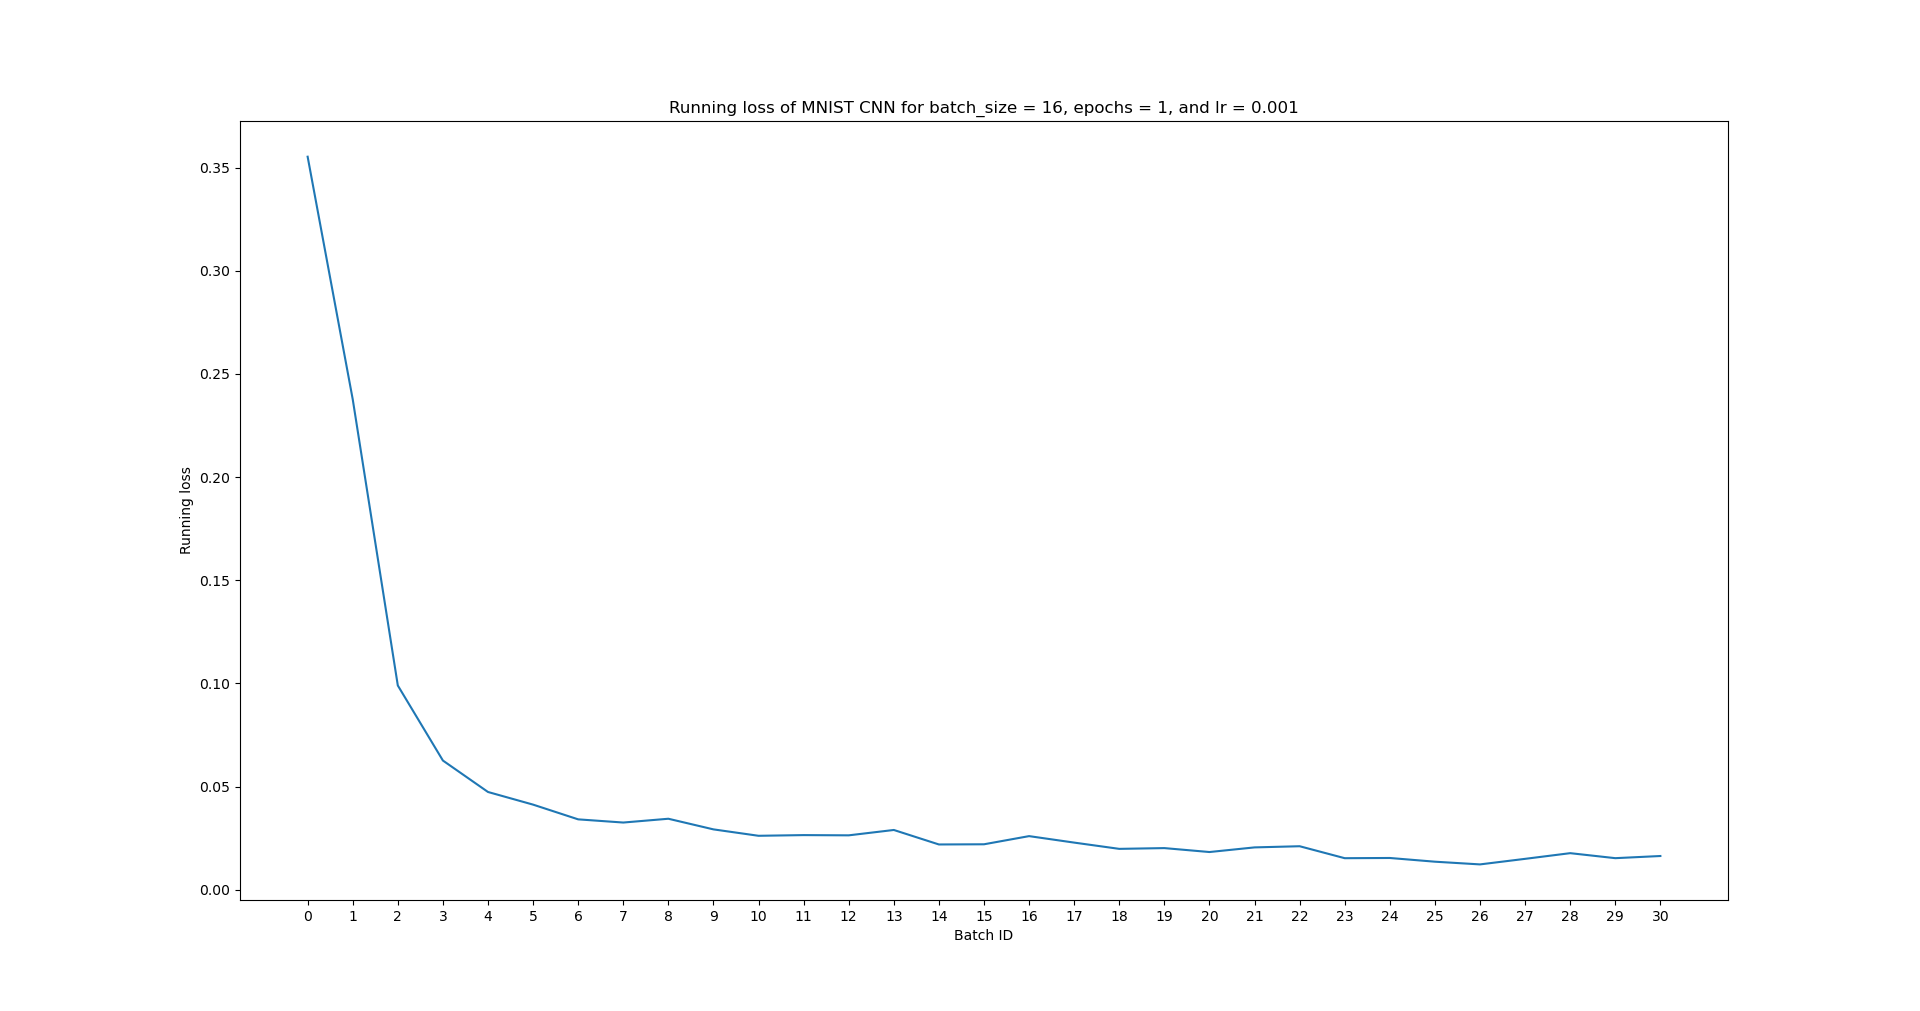 Running loss of MNIST CNN for batch_size = 16, epochs = 1, and lr = 0.001
0.35
0.30
0.25
0.20
0.15
0.10
0.05
0.00
Running loss
0 1 2 3 4 5 6 7 8 9 10 11 12 13 14 15 16 17 18 19 20 21 22 23 24 25 26 27 28 29 30
Batch ID